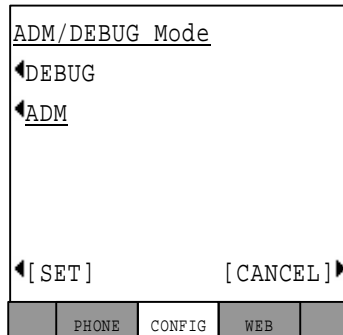 ADM/DEBUG Mode
DEBUG
ADM
[SET] [CANCEL]
PHONE CONFIG WEB